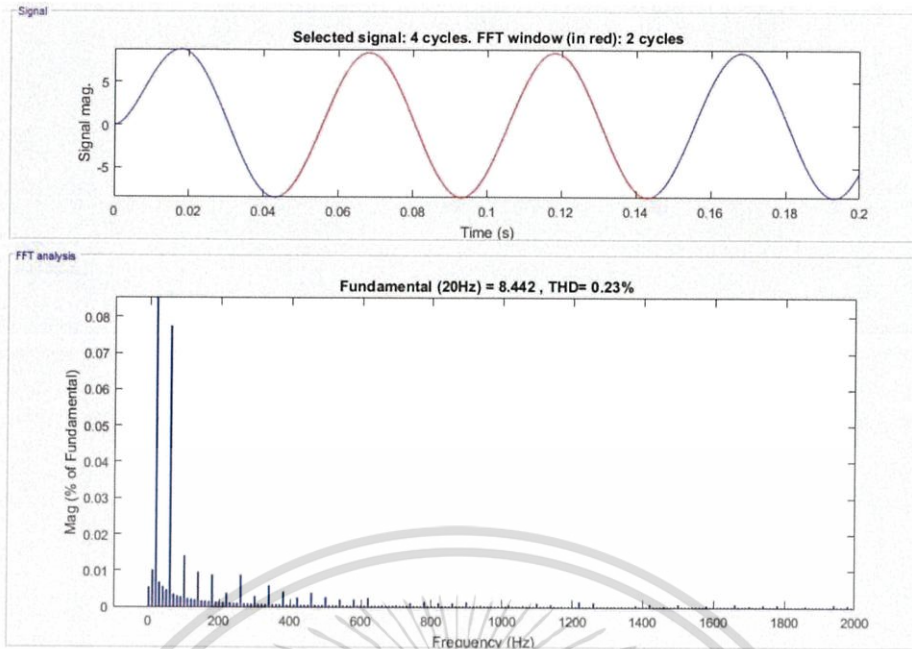 Signal
Selected signal: 4 cycles. FFT window (in red): 2 cycles
Signal mag.
5
0
-5
0 0.02 0.04 0.06 0.08 0.1 0.12 0.14 0.16 0.18 0.2
Time (s)
FFT analysis
Fundamental (20Hz) = 8.442 , THD= 0.23%
Mag (% of Fundamental)
0.08
0.07
0.06
0.05
0.04
0.03
0.02
0.01
0
0 200 400 600 800 1000 1200 1400 1600 1800 2000
Frequency (Hz)